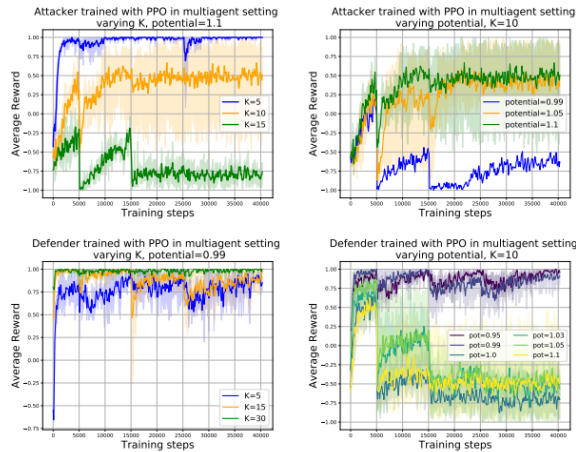 Attacker trained with PPO in multiagent setting
varying K, potential=1.1
1.00
0.75
0.50
0.25
0.00
−0.25
−0.50
−0.75
−1.00
Average Reward
K=5
K=10
K=15
0 5000 10000 15000 20000 25000 30000 35000 40000
Training steps
Attacker trained with PPO in multiagent setting
varying potential, K=10
1.00
0.75
0.50
0.25
0.00
−0.25
−0.50
−0.75
−1.00
Average Reward
potential=0.99
potential=1.05
potential=1.1
0 5000 10000 15000 20000 25000 30000 35000 40000
Training steps
Defender trained with PPO in multiagent setting
varying K, potential=0.99
1.00
0.75
0.50
0.25
0.00
−0.25
−0.50
−0.75
Average Reward
K=5
K=15
K=30
0 5000 10000 15000 20000 25000 30000 35000 40000
Training steps
Defender trained with PPO in multiagent setting
varying potential, K=10
1.00
0.75
0.50
0.25
0.00
−0.25
−0.50
−0.75
−1.00
Average Reward
pot=0.95 pot=1.03
pot=0.99 pot=1.05
pot=1.0 pot=1.1
0 5000 10000 15000 20000 25000 30000 35000 40000
Training steps